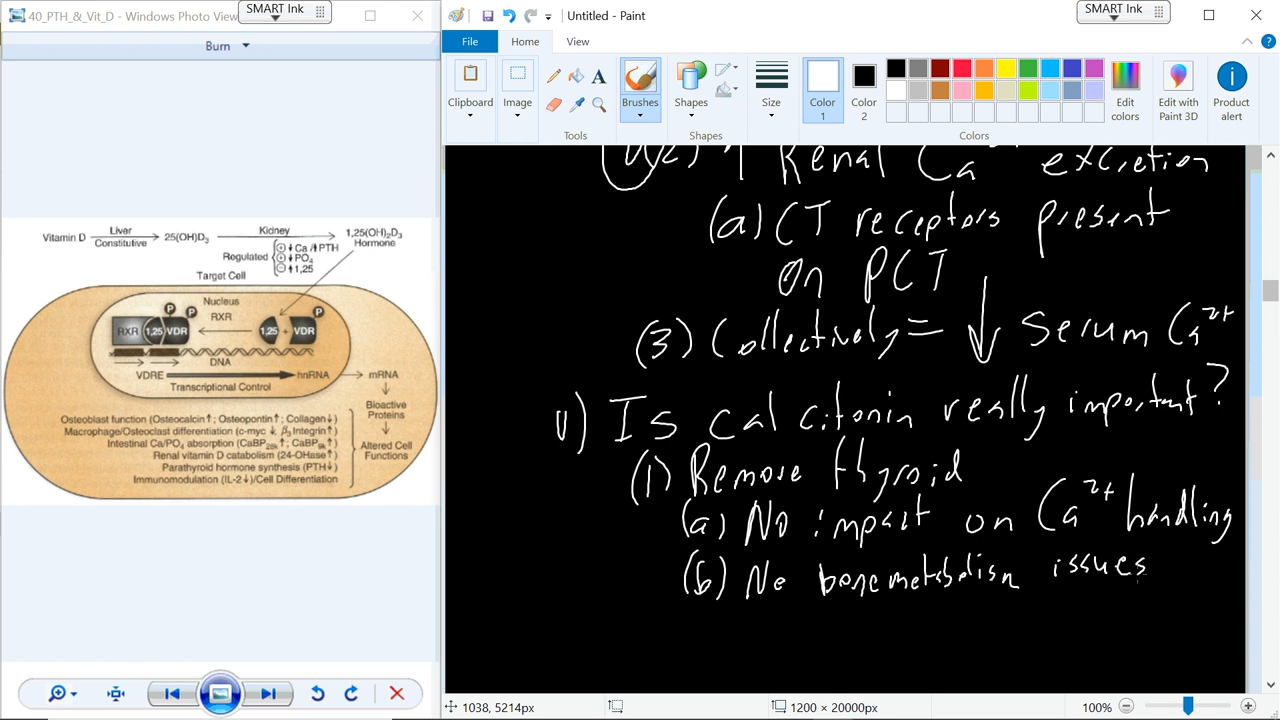 40_PTH_&_Vit_D - Windows Photo View
SMART Ink
Burn
Untitled - Paint
SMART Ink
File
Home
View
Clipboard
Image
Tools
Brushes
Shapes
Shapes
Size
Color 1
Color 2
Colors
Edit colors
Edit with Paint 3D
Product alert
Vitamin D
Liver
Constitutive
25(OH)D3
Kidney
Regulated
+ ↓ Ca/↑PTH
+ ↓ PO4
- ↑ 1,25
1,25(OH)2D3
Hormone
Target Cell
Nucleus
RXR
P
P
P
RXR
1,25
VDR
1,25 + VDR
DNA
VDRE
hnRNA
mRNA
Transcriptional Control
Bioactive Proteins
Altered Cell Functions
Osteoblast function (Osteocalcin↑; Osteopontin↑; Collagen↓)
Macrophage/Osteoclast differentiation (c-myc ↓ β3 Integrin↑)
Intestinal Ca/PO4 absorption (CaBP28k↑; CaBP9k↑)
Renal vitamin D catabolism (24-OHase↑)
Parathyroid hormone synthesis (PTH↓)
Immunomodulation (IL-2↓)/Cell Differentiation
↑ Renal Ca excretion
(a) CT receptors present
on PCT
(3) Collectively = ↓ Serum Ca2+
Is calcitonin really important?
(1) Remove thyroid
(a) No impact on Ca2+ handling
(b) No bone metabolism issues
1038, 5214px
1200 × 20000px
100%